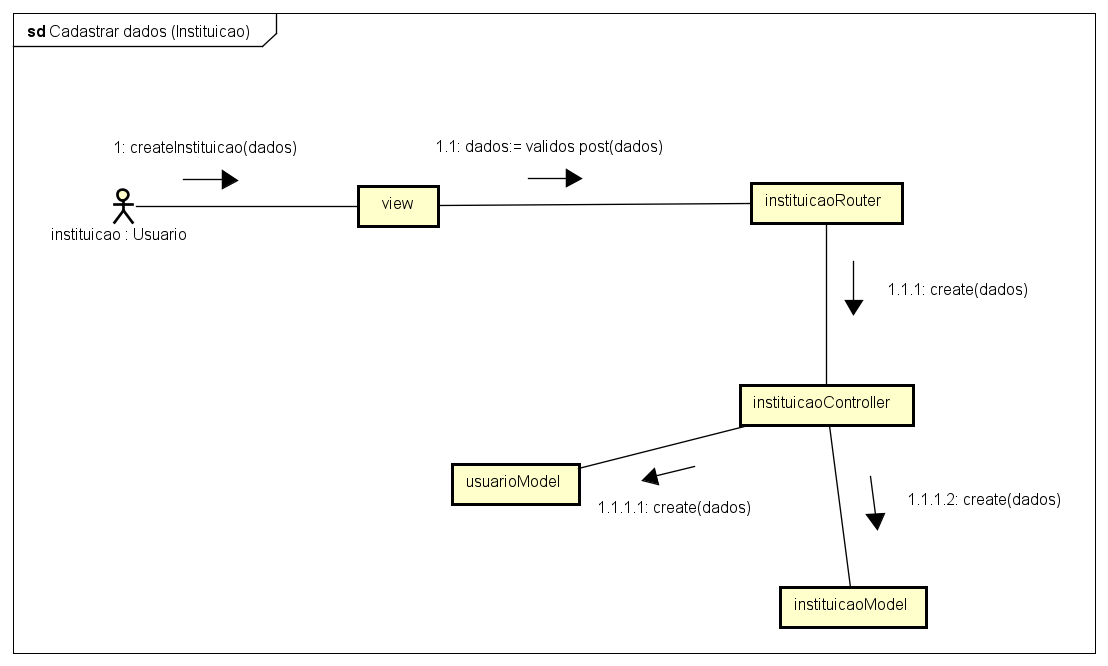 sd Cadastrar dados (Instituicao)
1: createInstituicao(dados)
1.1: dados:= validos post(dados)
view
instituicaoRouter
instituicao : Usuario
1.1.1: create(dados)
instituicaoController
usuarioModel
1.1.1.1: create(dados)
1.1.1.2: create(dados)
instituicaoModel